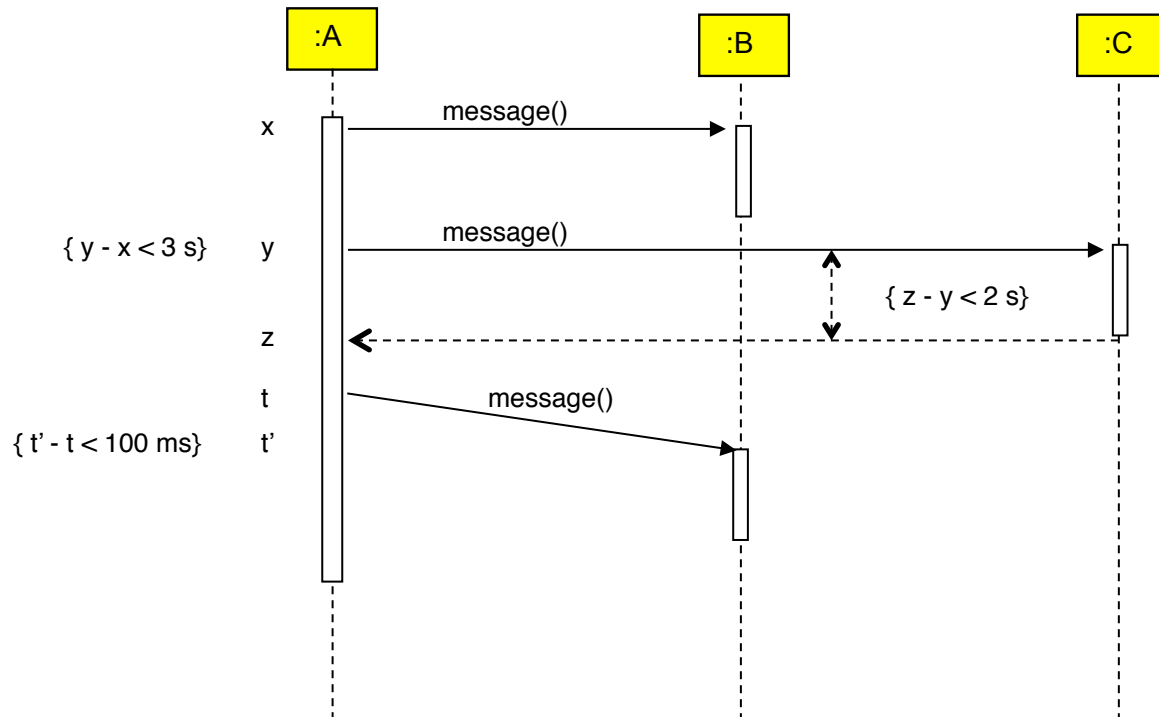 :A
:B
:C
x
message()
{ y - x < 3 s}
y
message()
{ z - y < 2 s}
z
t
message()
{ t’ - t < 100 ms}
t’